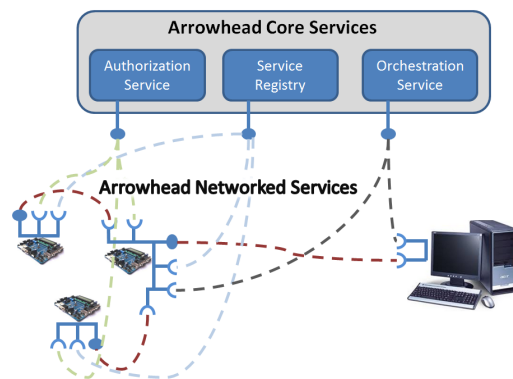 Arrowhead Core Services
Authorization
Service
Service
Registry
Orchestration
Service
Arrowhead Networked Services